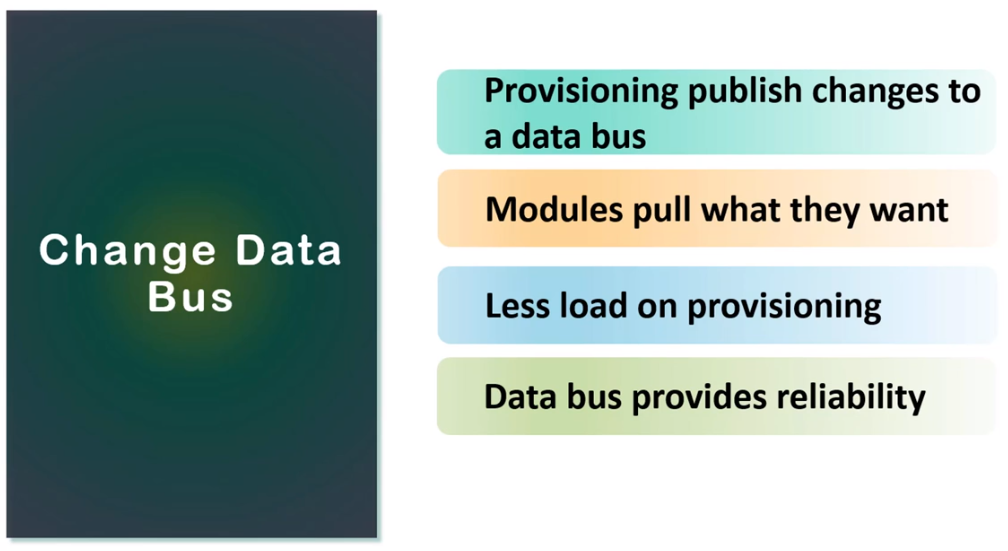 Change Data
Bus
Provisioning publish changes to
a data bus
Modules pull what they want
Less load on provisioning
Data bus provides reliability